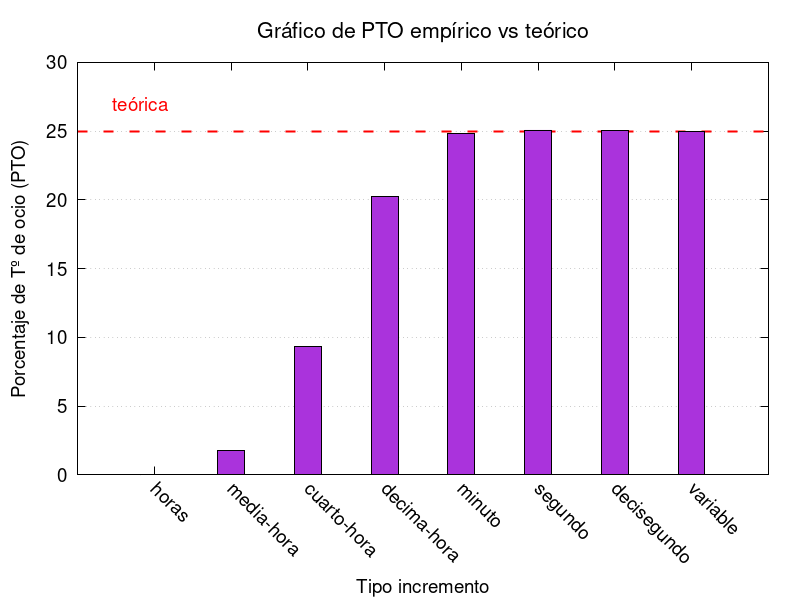 Gráfico de PTO empírico vs teórico
Porcentaje de Tº de ocio (PTO)
30
25
20
15
10
5
0
teórica
horas
media-hora
cuarto-hora
decima-hora
minuto
segundo
decisegundo
variable
Tipo incremento